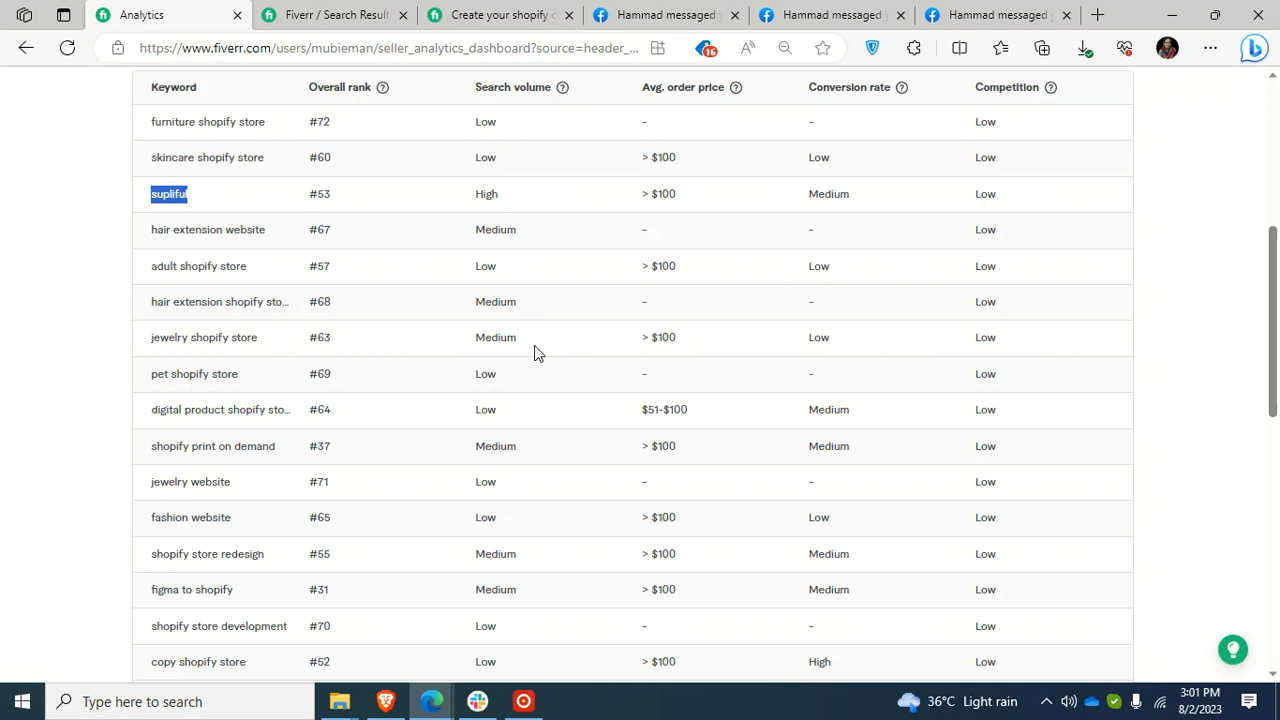 Analytics
Fiverr / Search Result
Create your shopify
Hammad messaged
Hammad messaged
Hammad messaged
https://www.fiverr.com/users/mubieman/seller_analytics_dashboard?source=header_...
16
Keyword Overall rank Search volume Avg. order price Conversion rate Competition
furniture shopify store #72 Low - - Low
skincare shopify store #60 Low > $100 Low Low
supliful #53 High > $100 Medium Low
hair extension website #67 Medium - - Low
adult shopify store #57 Low > $100 Low Low
hair extension shopify sto... #68 Medium - - Low
jewelry shopify store #63 Medium > $100 Low Low
pet shopify store #69 Low - - Low
digital product shopify sto... #64 Low $51-$100 Medium Low
shopify print on demand #37 Medium > $100 Medium Low
jewelry website #71 Low - - Low
fashion website #65 Low > $100 Low Low
shopify store redesign #55 Medium > $100 Medium Low
figma to shopify #31 Medium > $100 Medium Low
shopify store development #70 Low - - Low
copy shopify store #52 Low > $100 High Low
Type here to search
36°C Light rain
3:01 PM
8/2/2023